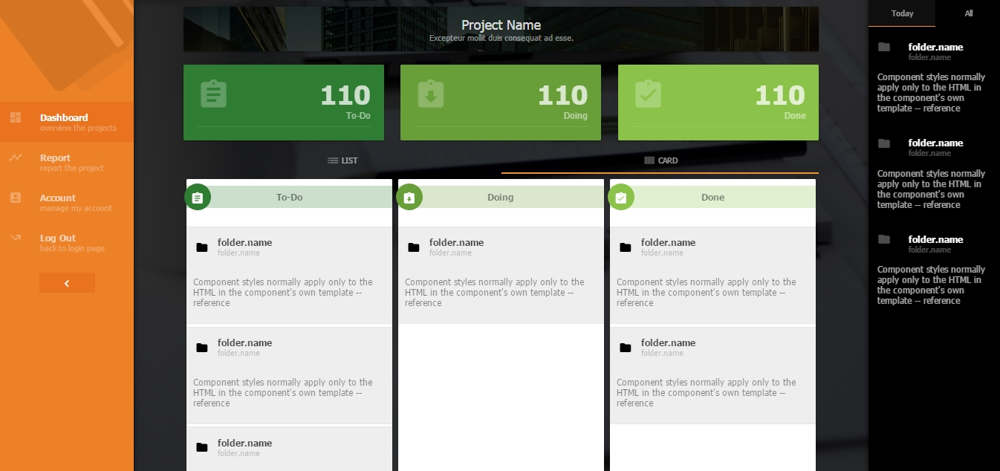 Dashboard
overview the projects
Report
report the project
Account
manage my account
Log Out
back to login page
Project Name
Excepteur mollit duis consequat ad esse.
110
To-Do
110
Doing
110
Done
LIST
CARD
To-Do
folder.name
folder.name
Component styles normally apply only to the
HTML in the component's own template --
reference
folder.name
folder.name
Component styles normally apply only to the
HTML in the component's own template --
reference
folder.name
folder.name
Doing
folder.name
folder.name
Component styles normally apply only to the
HTML in the component's own template --
reference
Done
folder.name
folder.name
Component styles normally apply only to the
HTML in the component's own template --
reference
folder.name
folder.name
Component styles normally apply only to the
HTML in the component's own template --
reference
Today
All
folder.name
folder.name
Component styles normally
apply only to the HTML in
the component's own
template -- reference
folder.name
folder.name
Component styles normally
apply only to the HTML in
the component's own
template -- reference
folder.name
folder.name
Component styles normally
apply only to the HTML in
the component's own
template -- reference